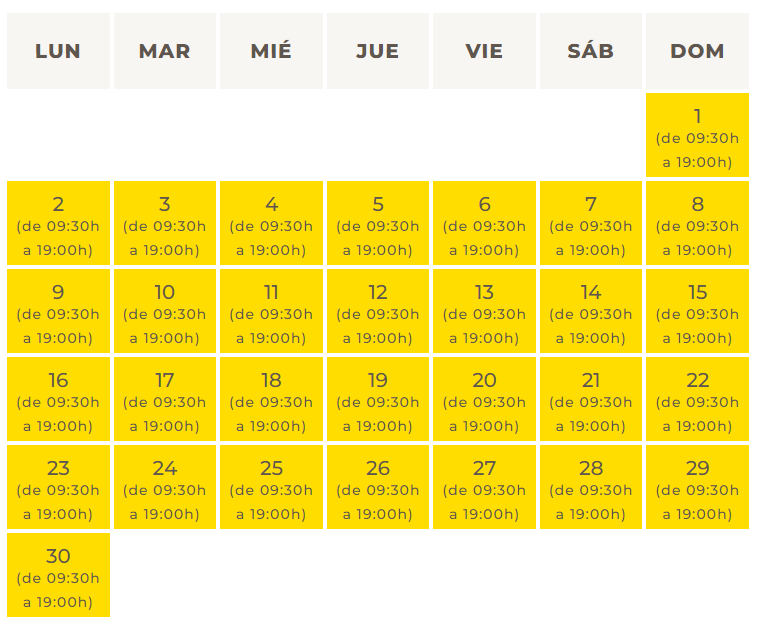 LUN MAR MIÉ JUE VIE SÁB DOM
1
(de 09:30h
a 19:00h)
2 3 4 5 6 7 8
(de 09:30h (de 09:30h (de 09:30h (de 09:30h (de 09:30h (de 09:30h (de 09:30h
a 19:00h) a 19:00h) a 19:00h) a 19:00h) a 19:00h) a 19:00h) a 19:00h)
9 10 11 12 13 14 15
(de 09:30h (de 09:30h (de 09:30h (de 09:30h (de 09:30h (de 09:30h (de 09:30h
a 19:00h) a 19:00h) a 19:00h) a 19:00h) a 19:00h) a 19:00h) a 19:00h)
16 17 18 19 20 21 22
(de 09:30h (de 09:30h (de 09:30h (de 09:30h (de 09:30h (de 09:30h (de 09:30h
a 19:00h) a 19:00h) a 19:00h) a 19:00h) a 19:00h) a 19:00h) a 19:00h)
23 24 25 26 27 28 29
(de 09:30h (de 09:30h (de 09:30h (de 09:30h (de 09:30h (de 09:30h (de 09:30h
a 19:00h) a 19:00h) a 19:00h) a 19:00h) a 19:00h) a 19:00h) a 19:00h)
30
(de 09:30h
a 19:00h)